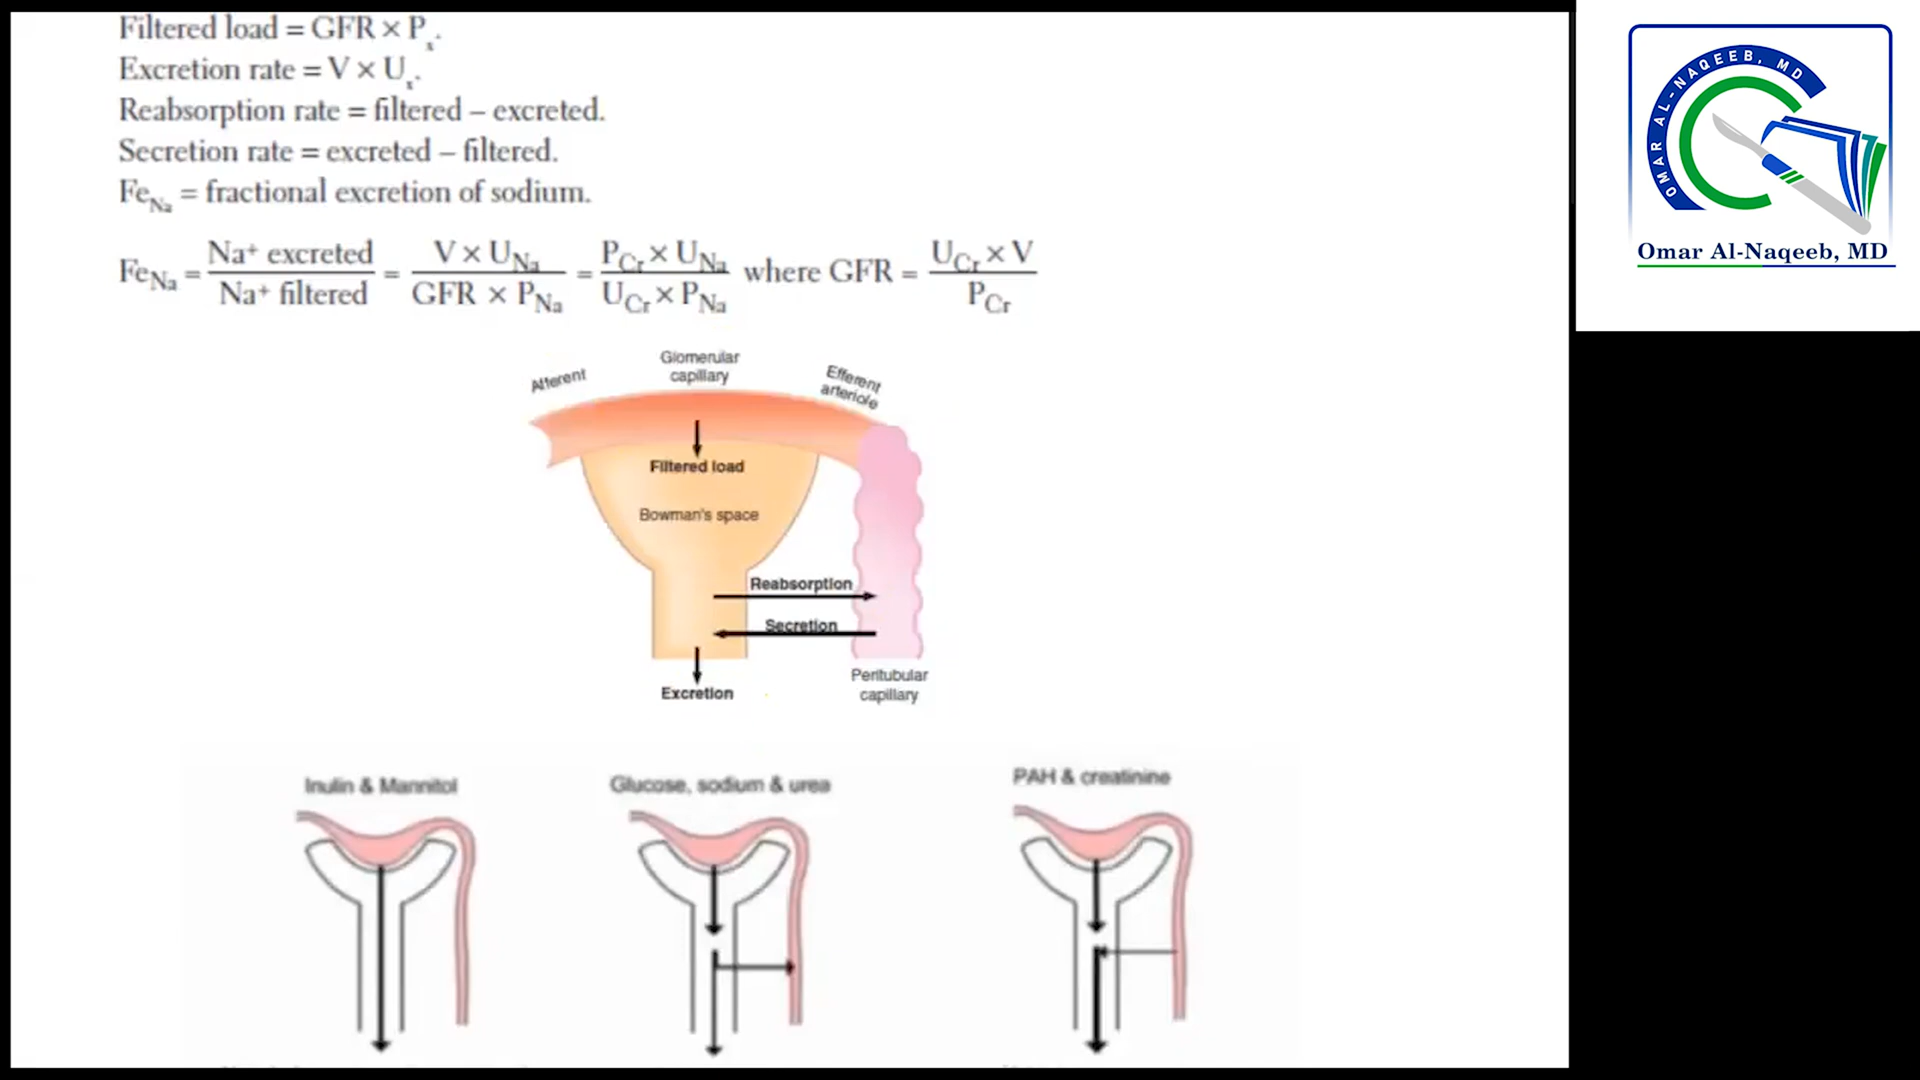 Filtered load = GFR × Pₓ.
Excretion rate = V × Uₓ.
Reabsorption rate = filtered – excreted.
Secretion rate = excreted – filtered.
Fe_Na = fractional excretion of sodium.
Fe_Na = Na⁺ excreted / Na⁺ filtered = V × U_Na / GFR × P_Na = P_Cr × U_Na / U_Cr × P_Na where GFR = U_Cr × V / P_Cr
Afferent
Glomerular
capillary
Efferent
arteriole
Filtered load
Bowman's space
Reabsorption
Secretion
Excretion
Peritubular
capillary
Inulin & Mannitol
Glucose, sodium & urea
PAH & creatinine
OMAR AL-NAQEEB, MD
Omar Al-Naqeeb, MD